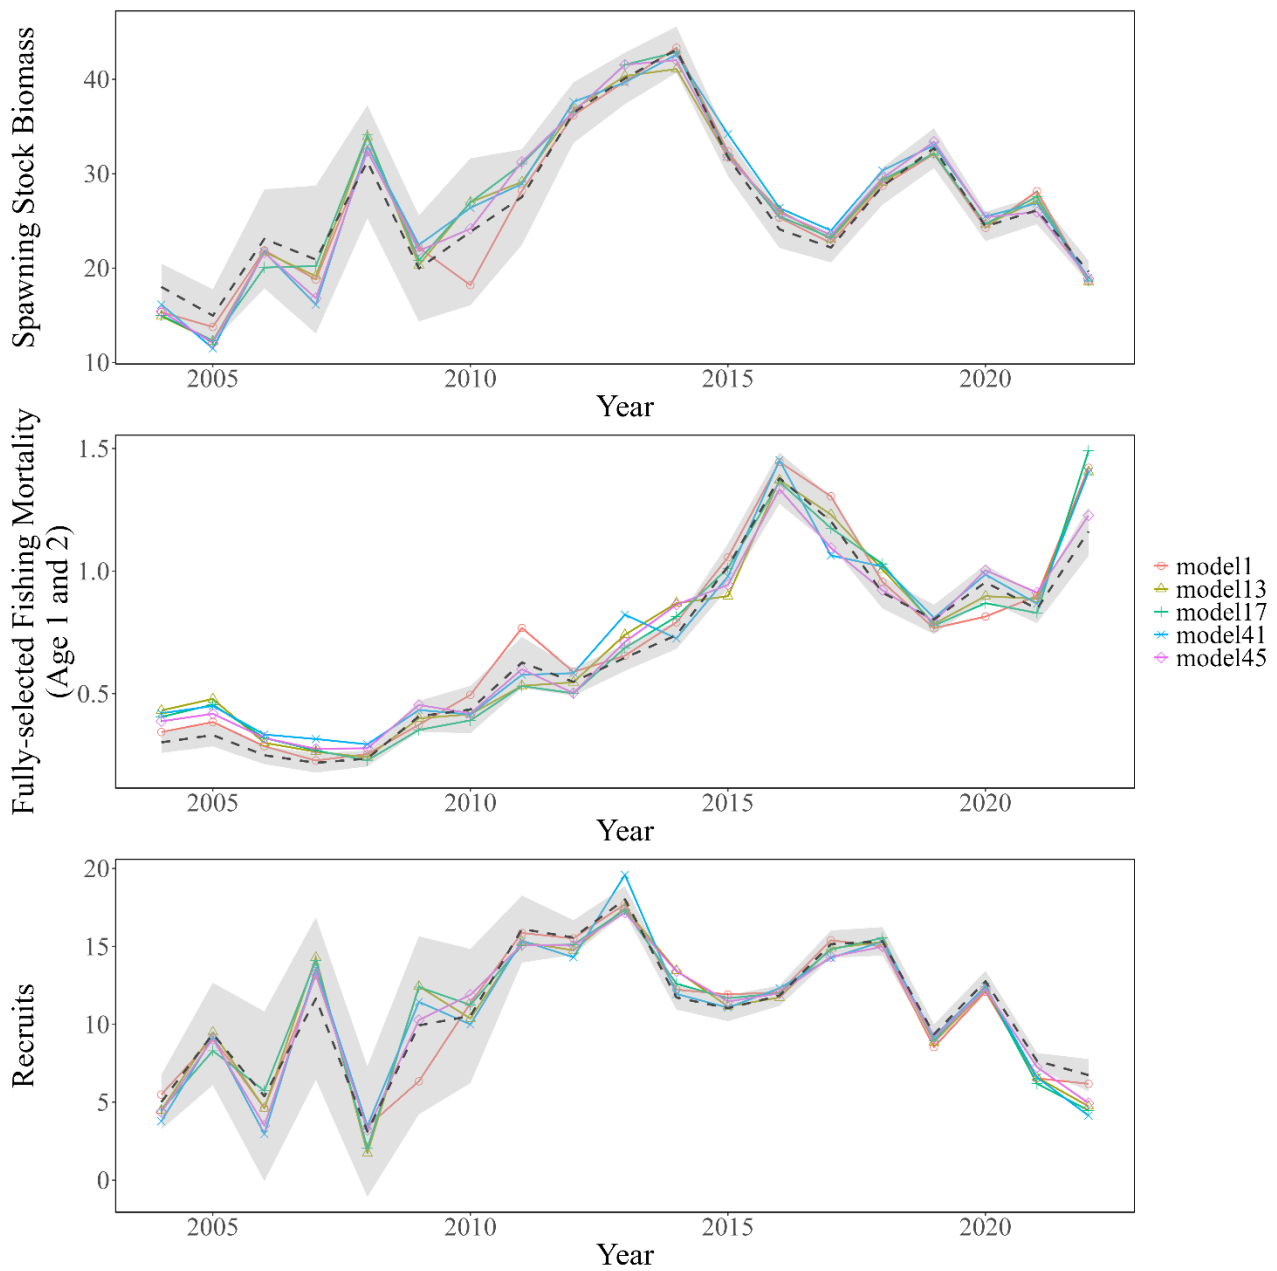 Spawning Stock Biomass
40
30
20
10
2005 2010 2015 2020
Year
Fully-selected Fishing Mortality
(Age 1 and 2)
1.5
1.0
0.5
2005 2010 2015 2020
Year
model1
model13
model17
model41
model45
Recruits
20
15
10
5
0
2005 2010 2015 2020
Year